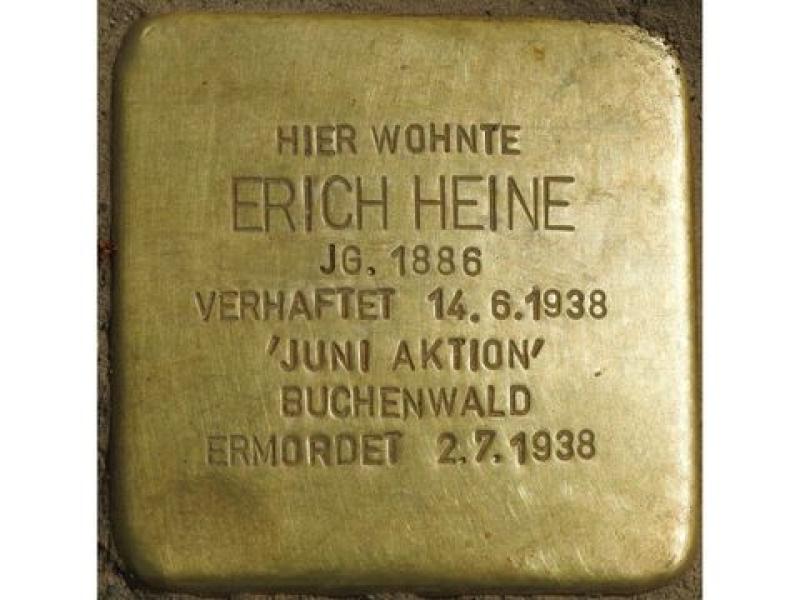 HIER WOHNTE
ERICH HEINE
JG. 1886
VERHAFTET 14.6.1938
'JUNI AKTION'
BUCHENWALD
ERMORDET 2.7.1938